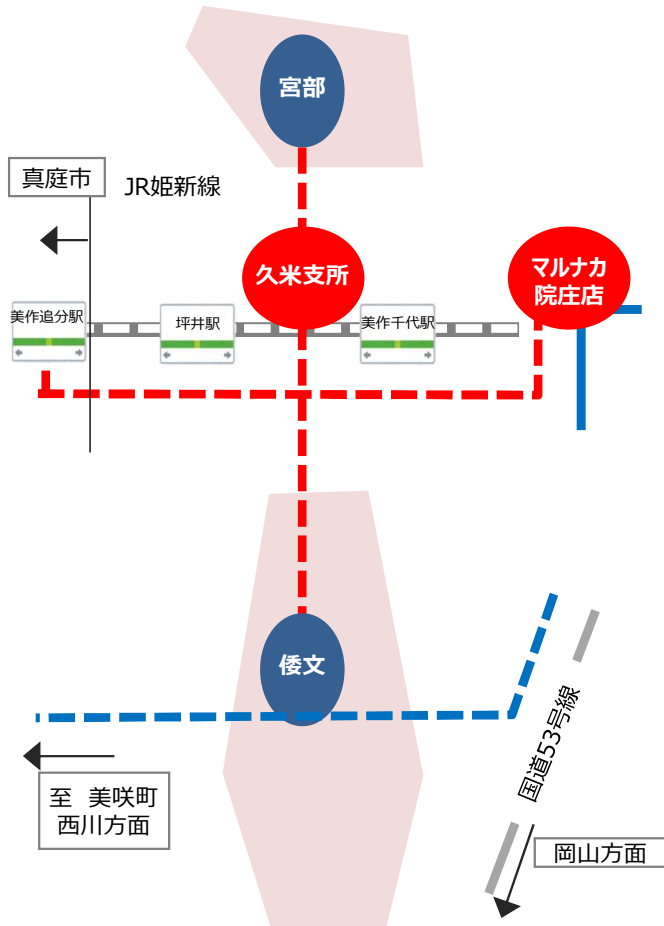 宮部
真庭市
JR姫新線
久米支所
マルナカ
院庄店
美作追分駅
坪井駅
美作千代駅
倭文
国道53号線
至 美咲町
西川方面
岡山方面